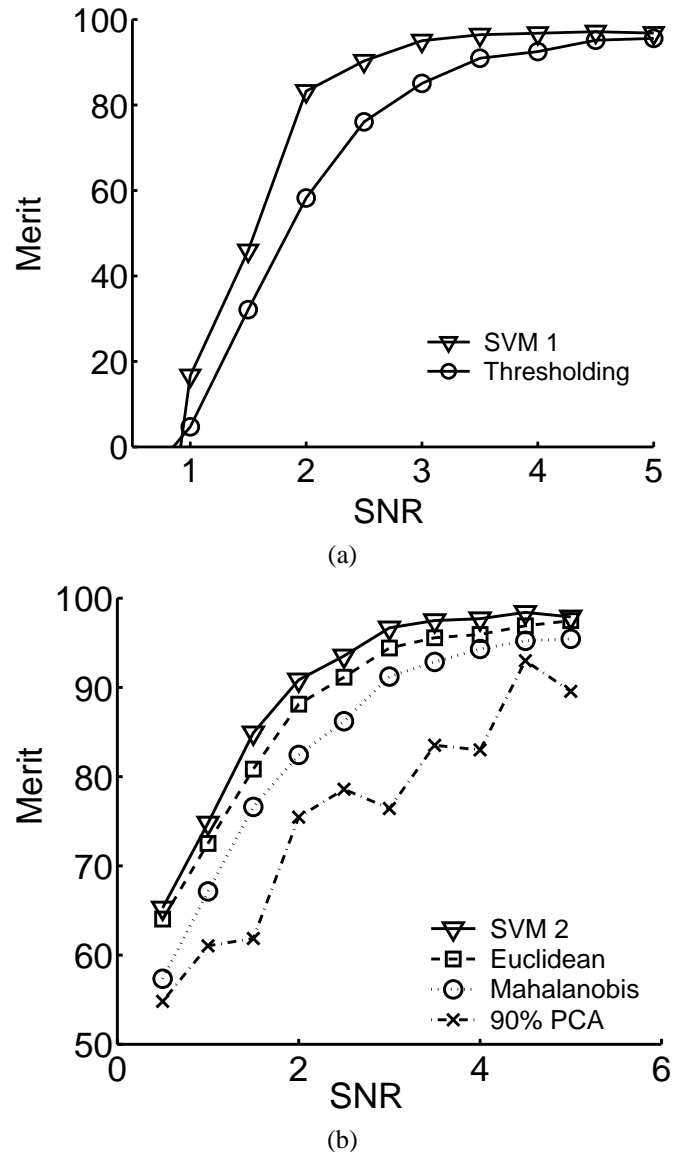 100
80
60
40
20
0
Merit
SVM 1
Thresholding
1 2 3 4 5
SNR
(a)
100
90
80
70
60
50
Merit
SVM 2
Euclidean
Mahalanobis
90% PCA
0 2 4 6
SNR
(b)